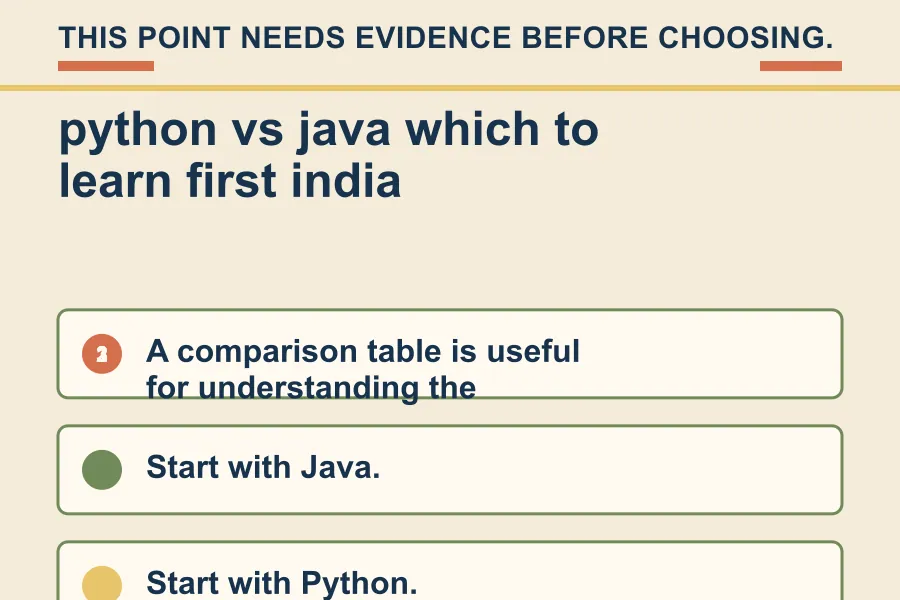 THIS POINT NEEDS EVIDENCE BEFORE CHOOSING.
python vs java which to
learn first india
A comparison table is useful
for understanding the
Start with Java.
Start with Python.